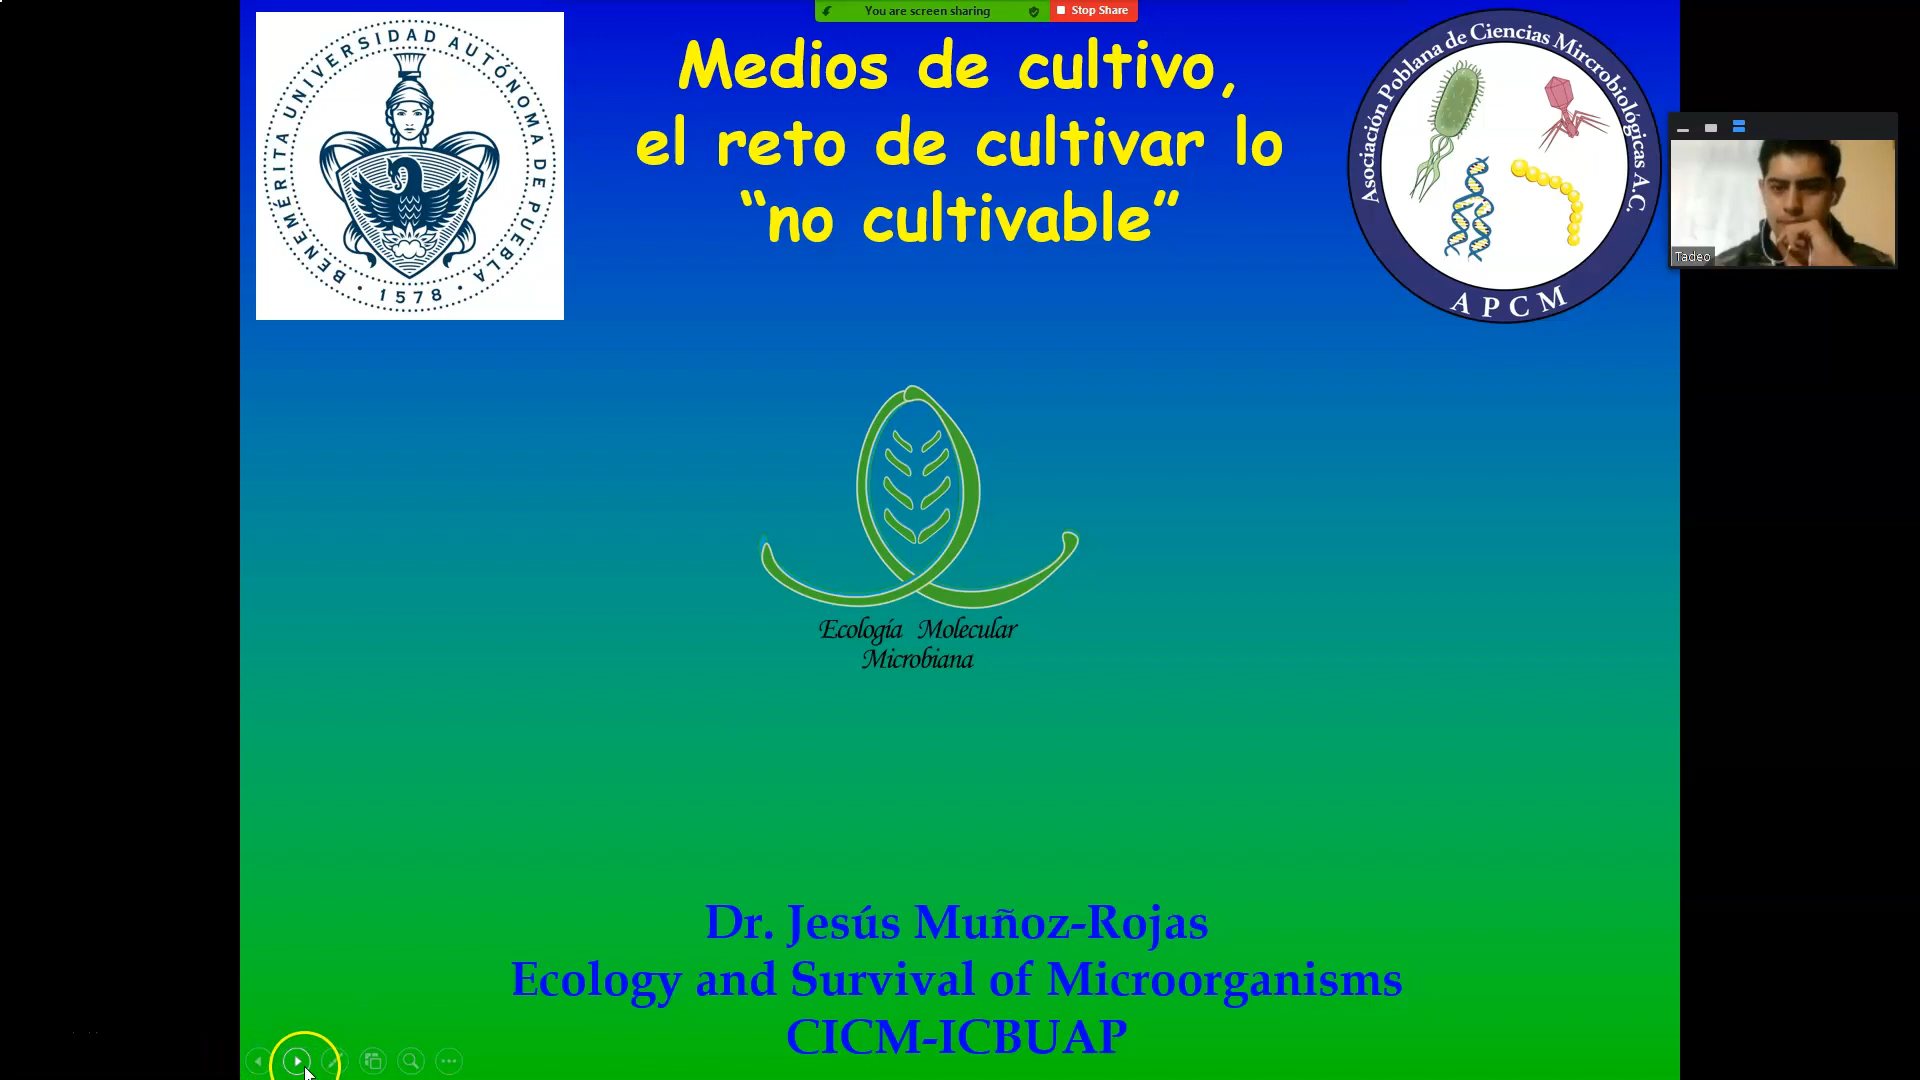 You are screen sharing
Stop Share
BENEMÉRITA UNIVERSIDAD AUTÓNOMA DE PUEBLA
· 1578 ·
Medios de cultivo,
el reto de cultivar lo
“no cultivable”
Asociación Poblana de Ciencias Mircrobiológicas A.C.
APCM
Tadeo
Ecología Molecular
Microbiana
Dr. Jesús Muñoz-Rojas
Ecology and Survival of Microorganisms
CICM-ICBUAP